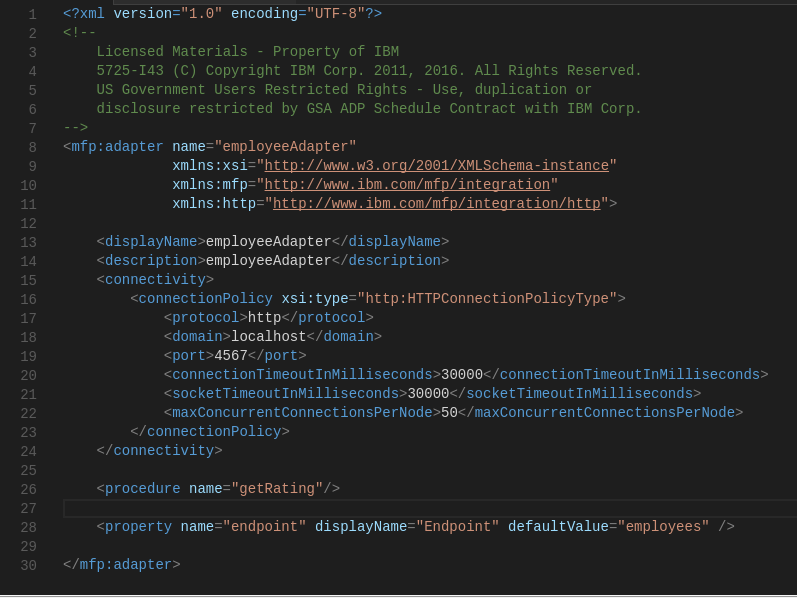 1 <?xml version="1.0" encoding="UTF-8"?>
2 <!--
3     Licensed Materials - Property of IBM
4     5725-I43 (C) Copyright IBM Corp. 2011, 2016. All Rights Reserved.
5     US Government Users Restricted Rights - Use, duplication or
6     disclosure restricted by GSA ADP Schedule Contract with IBM Corp.
7 -->
8 <mfp:adapter name="employeeAdapter"
9              xmlns:xsi="http://www.w3.org/2001/XMLSchema-instance"
10              xmlns:mfp="http://www.ibm.com/mfp/integration"
11              xmlns:http="http://www.ibm.com/mfp/integration/http">
12
13     <displayName>employeeAdapter</displayName>
14     <description>employeeAdapter</description>
15     <connectivity>
16         <connectionPolicy xsi:type="http:HTTPConnectionPolicyType">
17             <protocol>http</protocol>
18             <domain>localhost</domain>
19             <port>4567</port>
20             <connectionTimeoutInMilliseconds>30000</connectionTimeoutInMilliseconds>
21             <socketTimeoutInMilliseconds>30000</socketTimeoutInMilliseconds>
22             <maxConcurrentConnectionsPerNode>50</maxConcurrentConnectionsPerNode>
23         </connectionPolicy>
24     </connectivity>
25
26     <procedure name="getRating"/>
27
28     <property name="endpoint" displayName="Endpoint" defaultValue="employees" />
29
30 </mfp:adapter>